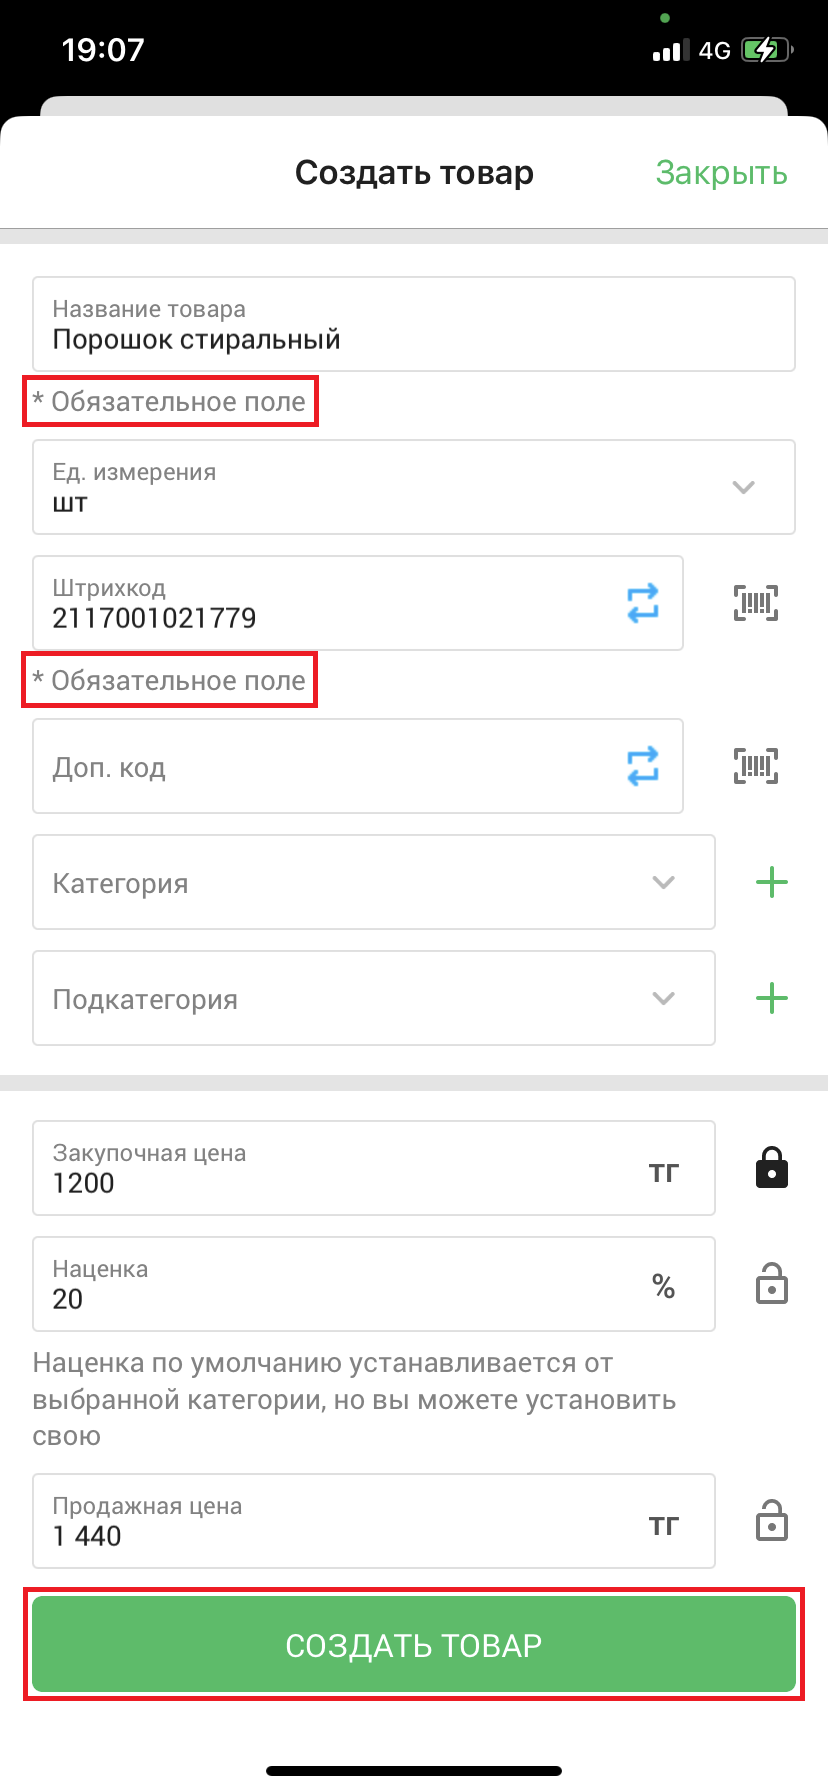 19:07
4G
Создать товар
Закрыть
Название товара
Порошок стиральный
* Обязательное поле
Ед. измерения
шт
Штрихкод
2117001021779
* Обязательное поле
Доп. код
Категория
Подкатегория
Закупочная цена
1200
тг
Наценка
20
%
Наценка по умолчанию устанавливается от
выбранной категории, но вы можете установить
свою
Продажная цена
1 440
тг
СОЗДАТЬ ТОВАР